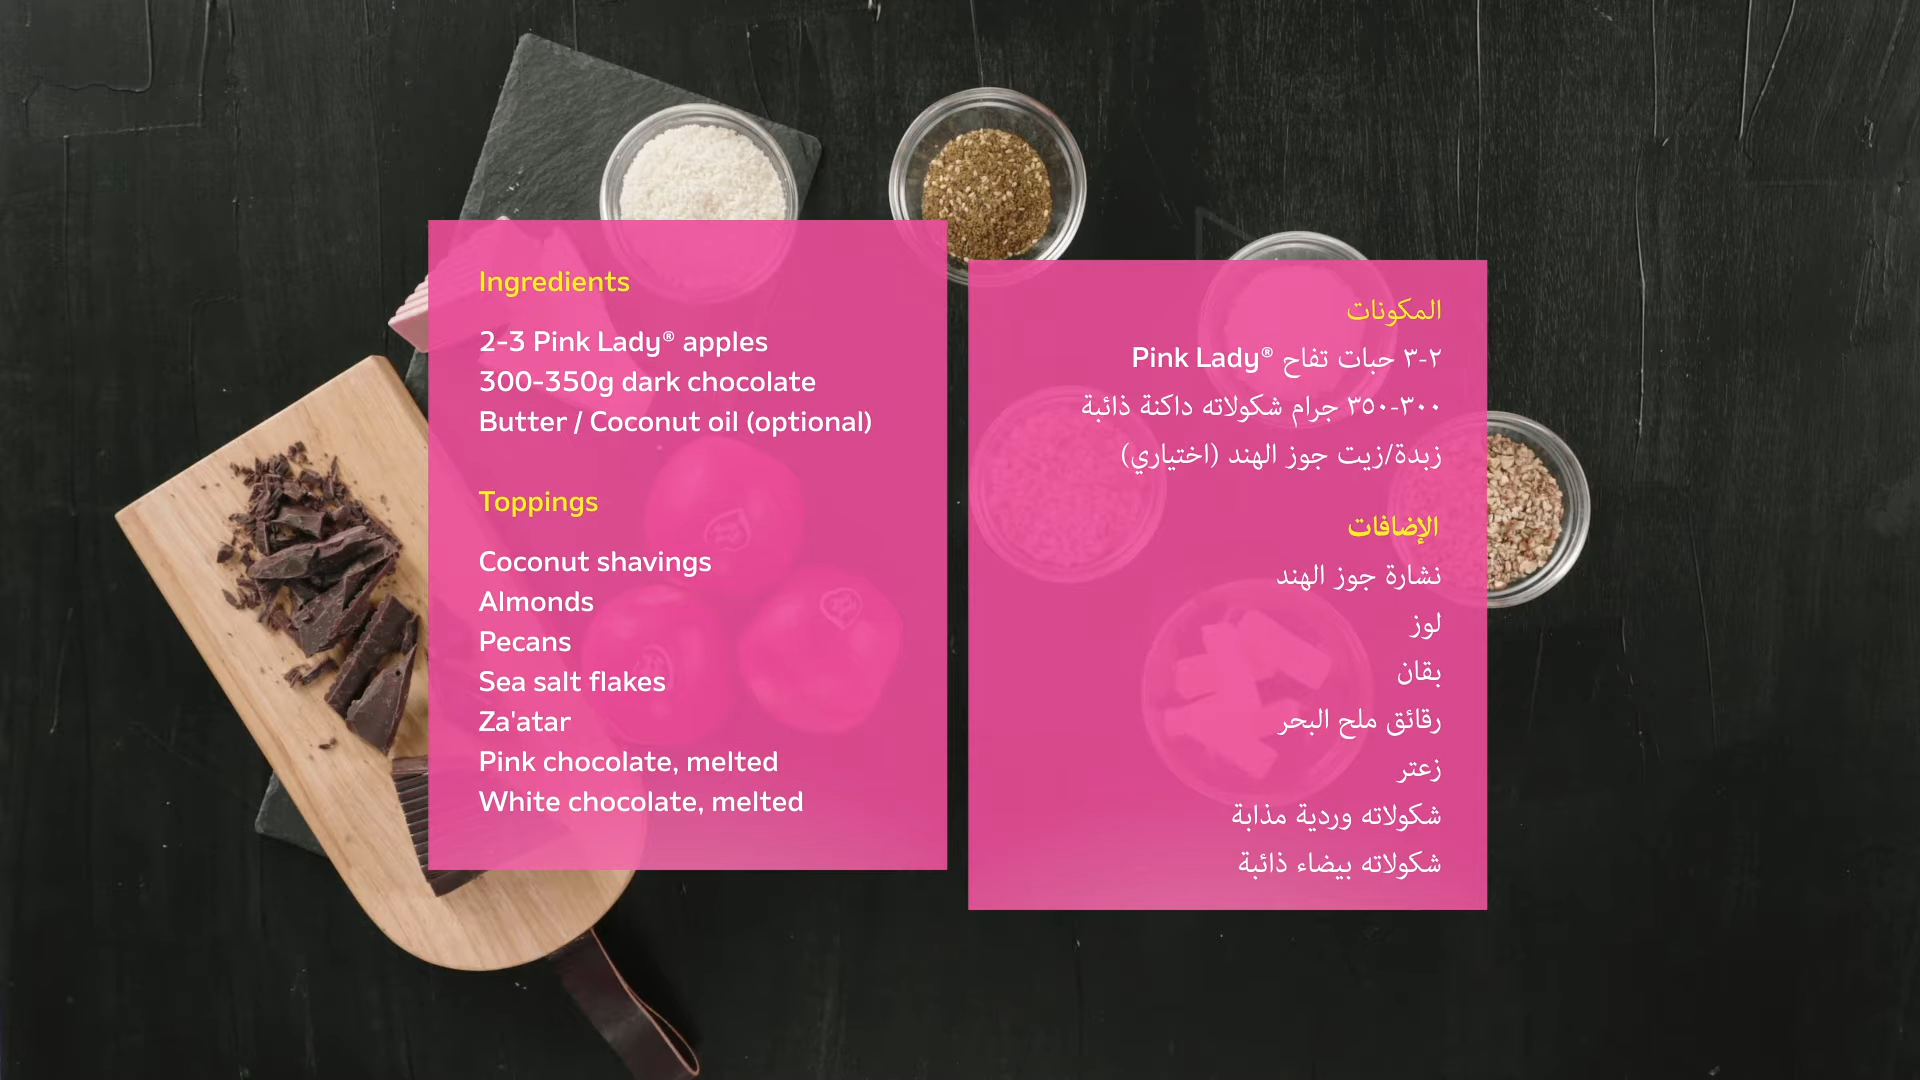 Ingredients
2-3 Pink Lady® apples
300-350g dark chocolate
Butter / Coconut oil (optional)
Toppings
Coconut shavings
Almonds
Pecans
Sea salt flakes
Za'atar
Pink chocolate, melted
White chocolate, melted
المكونات
٢-٣ حبات تفاح Pink Lady®
٣٠٠-٣٥٠ جرام شكولاته داكنة ذائبة
زبدة/زيت جوز الهند (اختياري)
الإضافات
نشارة جوز الهند
لوز
بقان
رقائق ملح البحر
زعتر
شكولاته وردية مذابة
شكولاته بيضاء ذائبة